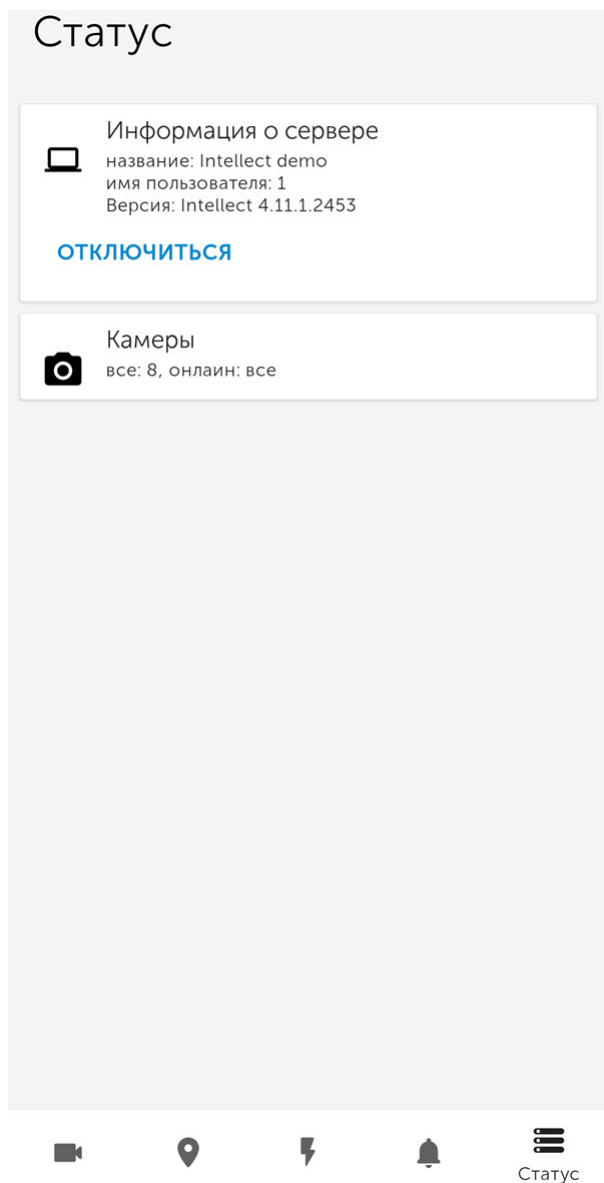 Статус
Информация о сервере
название: Intellect demo
имя пользователя: 1
Версия: Intellect 4.11.1.2453
ОТКЛЮЧИТЬСЯ
Камеры
все: 8, онлаин: все
Статус